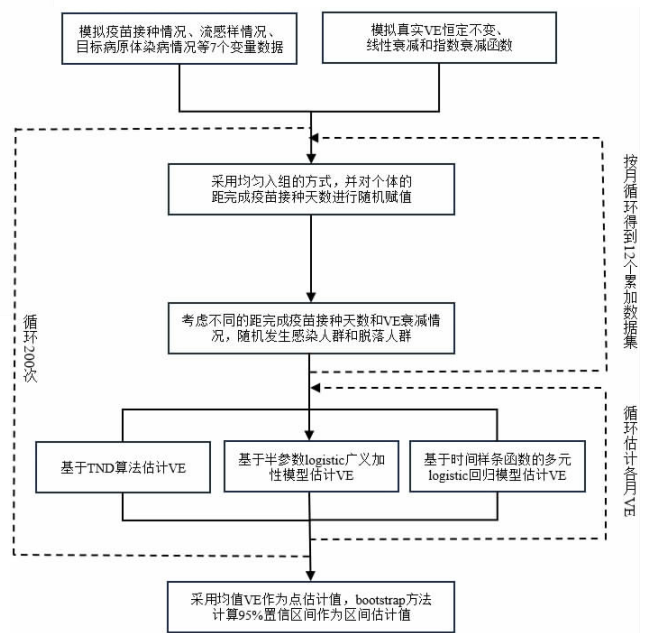 模拟疫苗接种情况、流感样情况、
目标病原体染病情况等7个变量数据
模拟真实VE恒定不变、
线性衰减和指数衰减函数
采用均匀入组的方式，并对个体的
距完成疫苗接种天数进行随机赋值
按月循环得到12个累加数据集
考虑不同的距完成疫苗接种天数和VE衰减情
况，随机发生感染人群和脱落人群
循环200次
基于TND算法估计VE
基于半参数logistic广义加
性模型估计VE
基于时间样条函数的多元
logistic回归模型估计VE
循环估计各月VE
采用均值VE作为点估计值，bootstrap方法
计算95%置信区间作为区间估计值